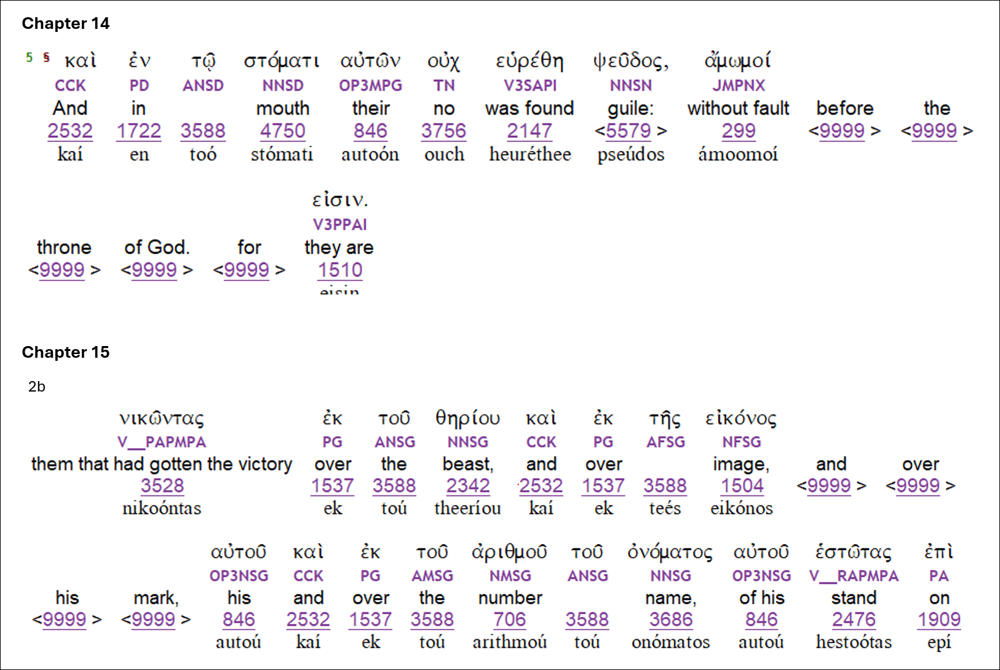 Chapter 14
5 § καὶ ἐν τῷ στόματι αὐτῶν οὐχ εὑρέθη ψεῦδος, ἄμωμοί
CCK PD ANSD NNSD OP3MPG TN V3SAPI NNSN JMPNX
And in mouth their no was found guile: without fault before the
2532 1722 3588 4750 846 3756 2147 <5579 > 299 <9999 > <9999 >
kaí en toó stómati autoón ouch heuréthee pseúdos ámoomoí
εἰσιν.
V3PPAI
throne of God. for they are
<9999 > <9999 > <9999 > 1510
eisin
Chapter 15
2b
νικῶντας ἐκ τοῦ θηρίου καὶ ἐκ τῆς εἰκόνος
V__PAPMPA PG ANSG NNSG CCK PG AFSG NFSG
them that had gotten the victory over the beast, and over image, and over
3528 1537 3588 2342 2532 1537 3588 1504 <9999 > <9999 >
nikoóntas ek toú theeríou kaí ek teés eikónos
αὐτοῦ καὶ ἐκ τοῦ ἀριθμοῦ τοῦ ὀνόματος αὐτοῦ ἑστῶτας ἐπὶ
OP3NSG CCK PG AMSG NMSG ANSG NNSG OP3NSG V__RAPMPA PA
his mark, his and over the number name, of his stand on
<9999 > <9999 > 846 2532 1537 3588 706 3588 3686 846 2476 1909
autoú kaí ek toú arithmoú toú onómatos autoú hestoótas epí